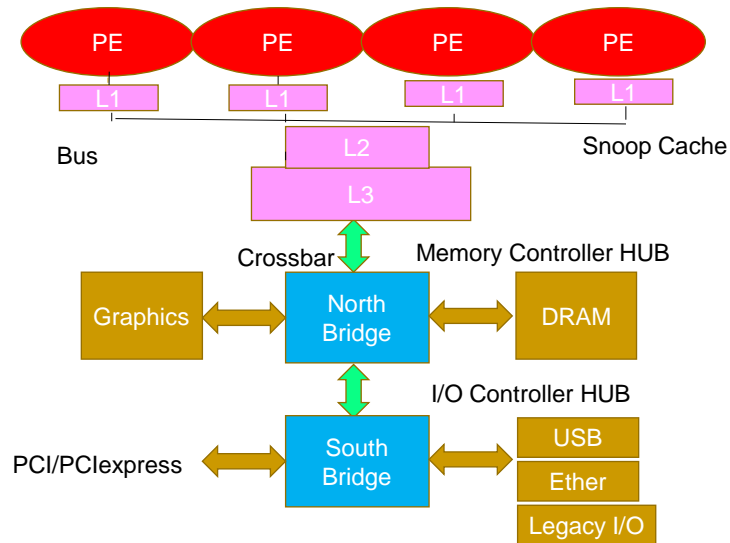 PE PE PE PE
L1 L1 L1 L1
Bus
L2
Snoop Cache
L3
Crossbar
Memory Controller HUB
Graphics
North
Bridge
DRAM
I/O Controller HUB
PCI/PCIexpress
South
Bridge
USB
Ether
Legacy I/O